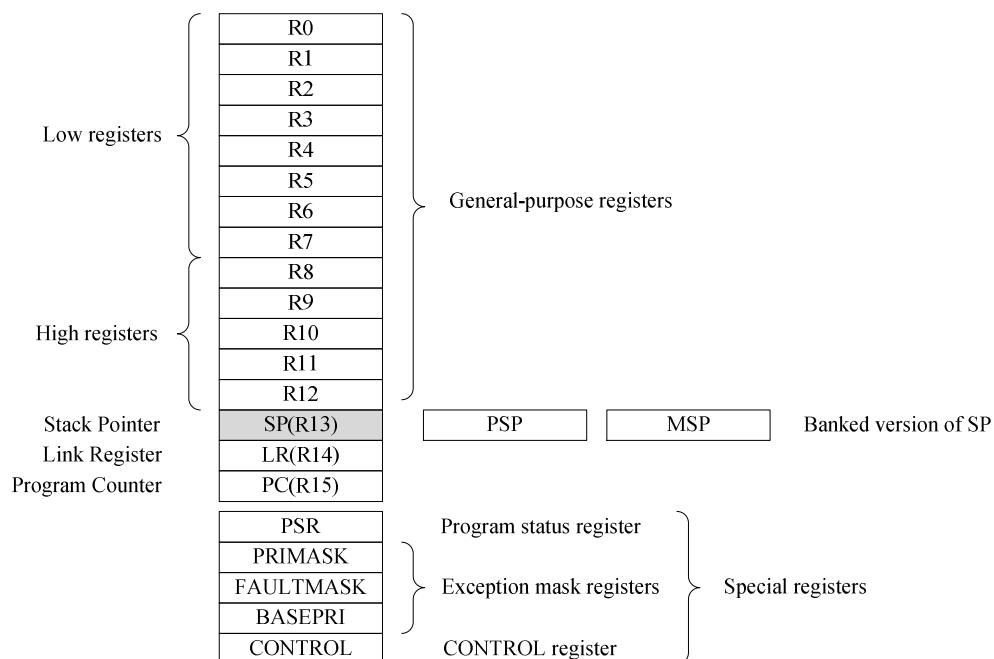 R0
R1
R2
Low registers
R3
R4
R5
R6
General-purpose registers
R7
R8
R9
High registers
R10
R11
R12
Stack Pointer SP(R13) PSP MSP Banked version of SP
Link Register LR(R14)
Program Counter PC(R15)
PSR Program status register
PRIMASK
FAULTMASK Exception mask registers Special registers
BASEPRI
CONTROL CONTROL register